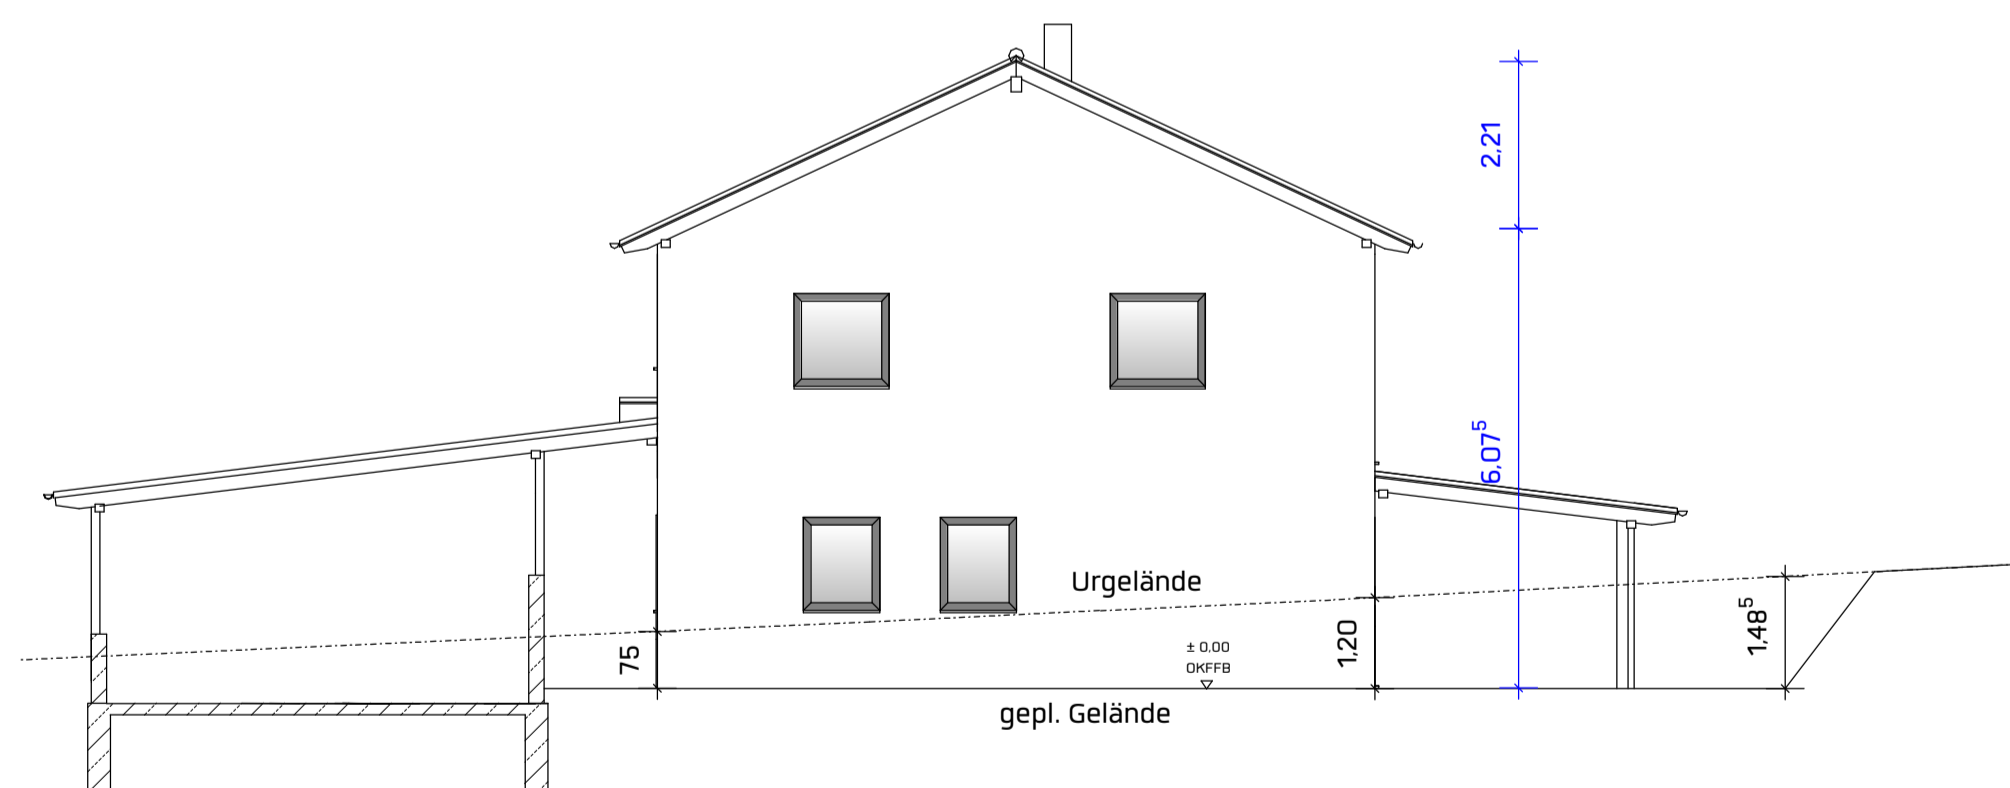 2,21
6,07⁵
Urgelände
1,48⁵
75
± 0,00
OKFFB
1,20
gepl. Gelände